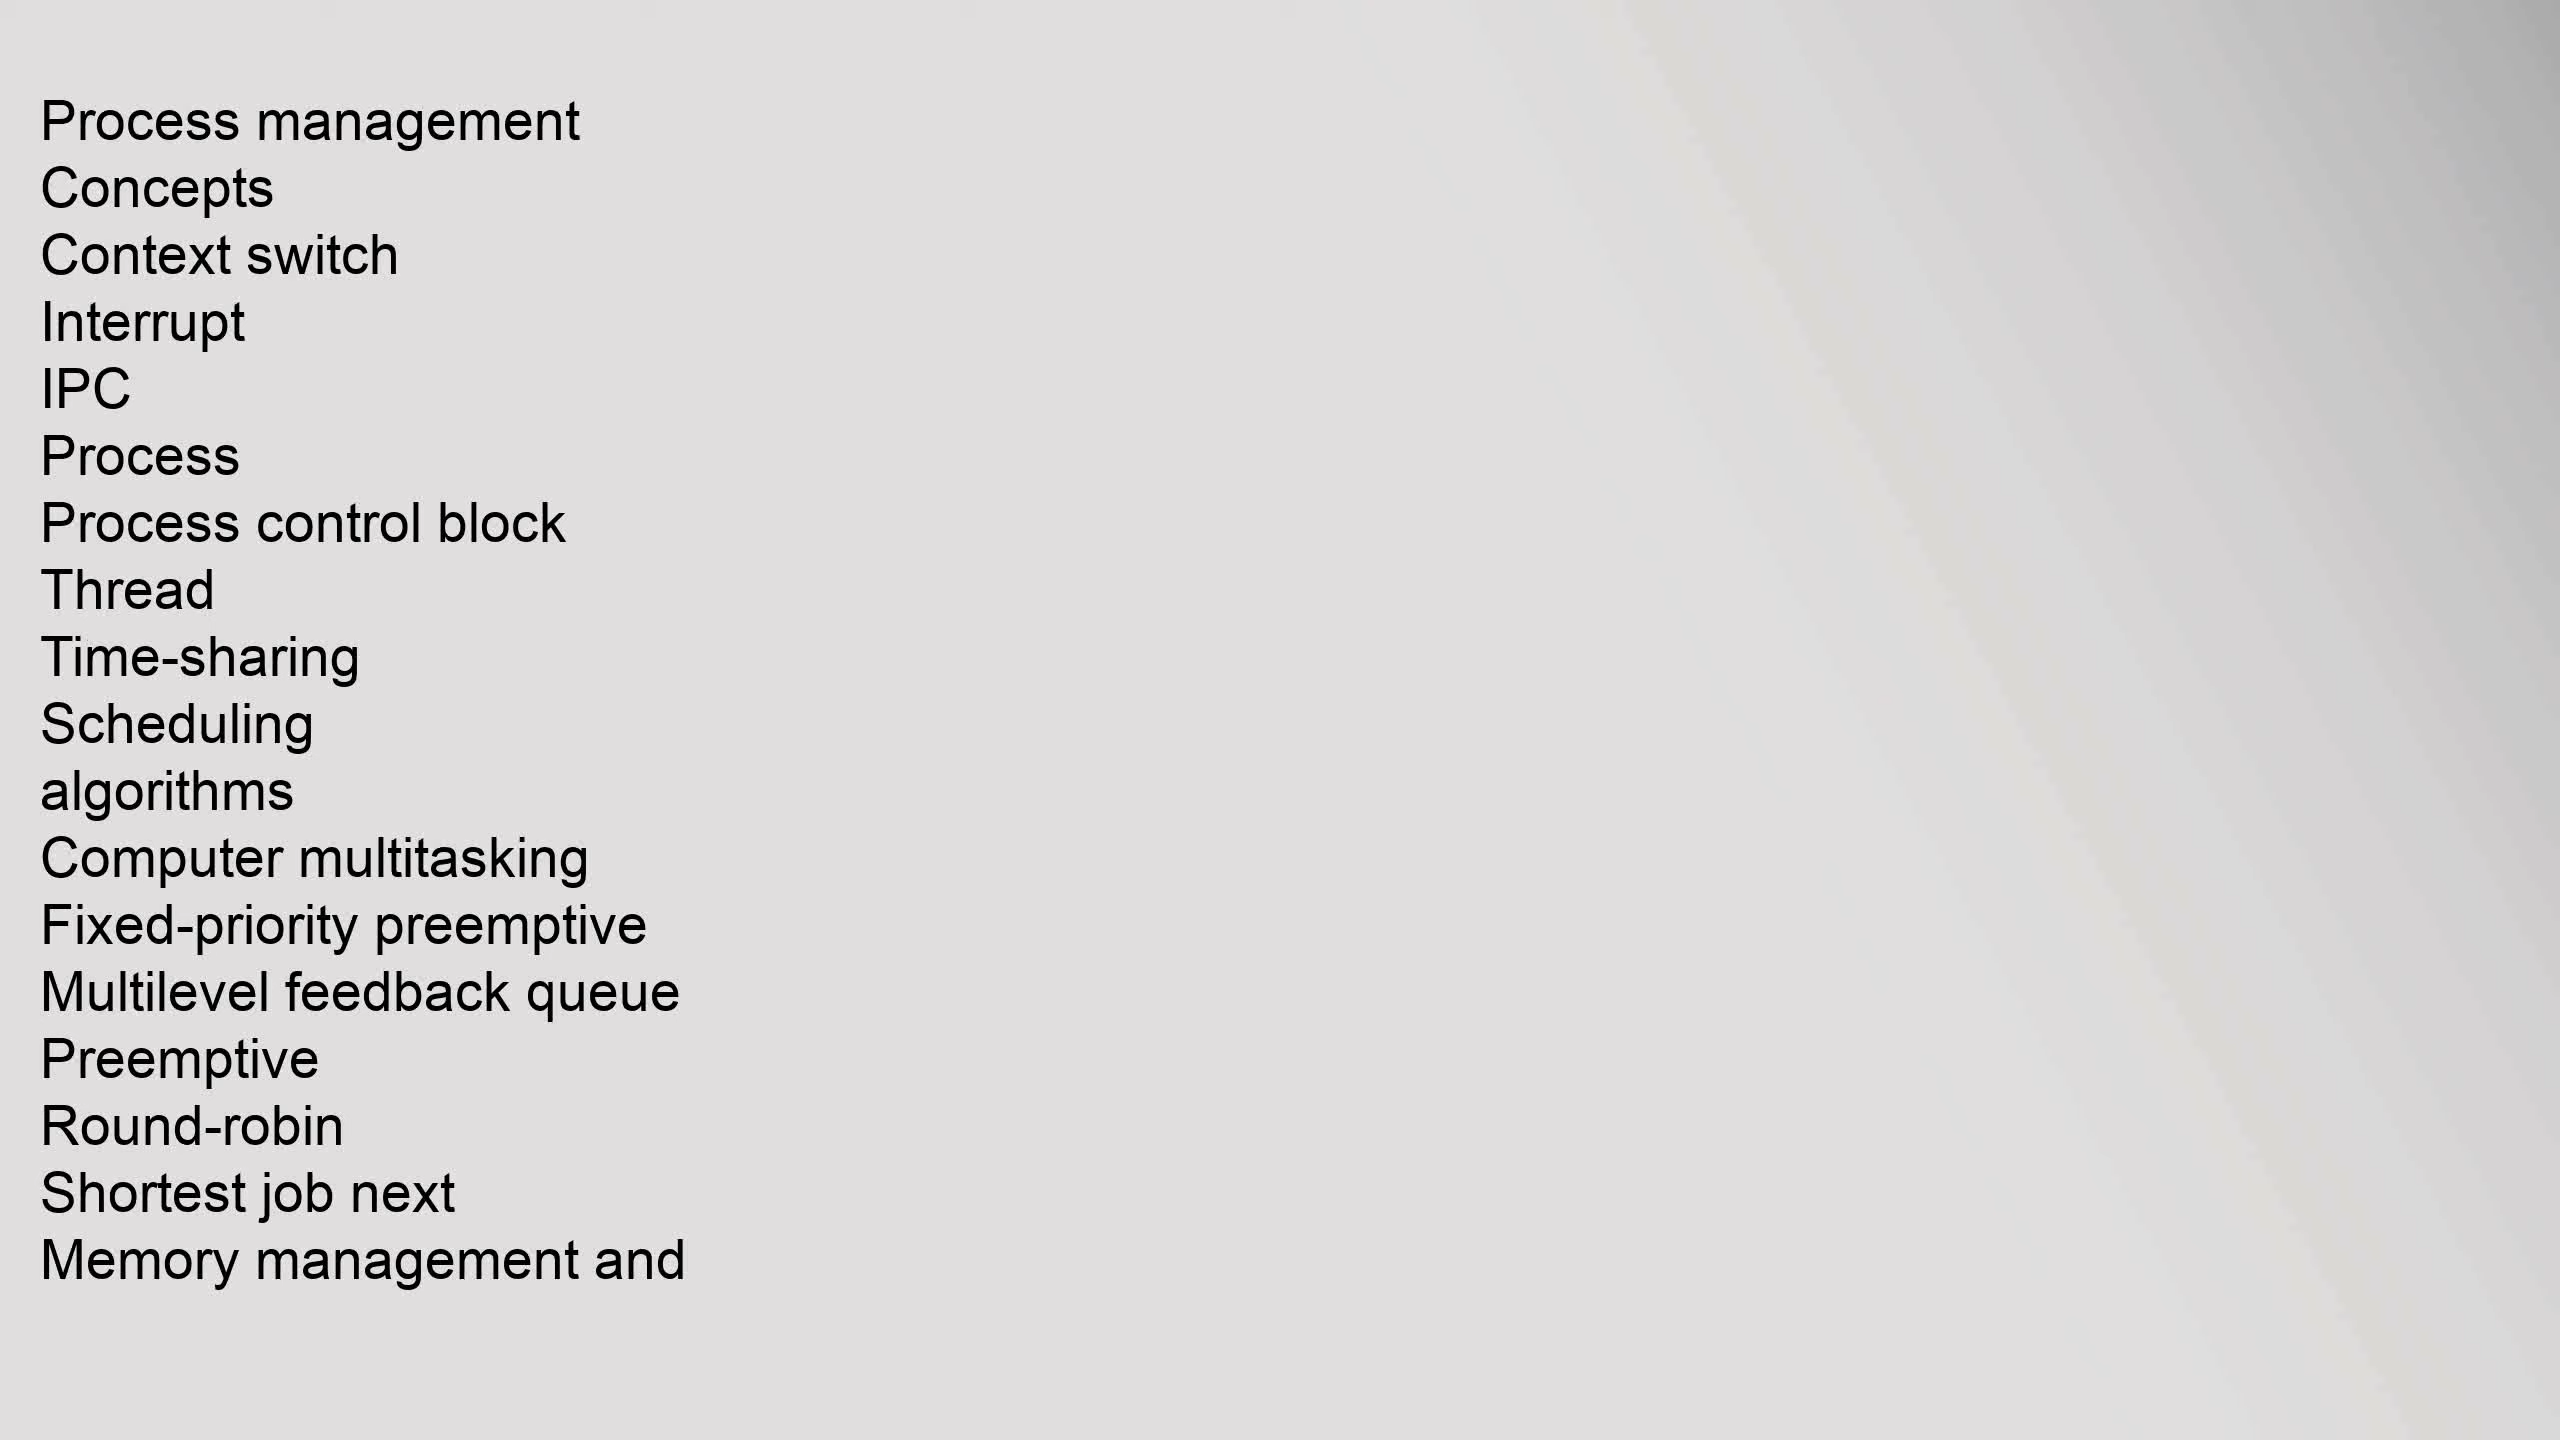 Process management
Concepts
Context switch
Interrupt
IPC
Process
Process control block
Thread
Time-sharing
Scheduling
algorithms
Computer multitasking
Fixed-priority preemptive
Multilevel feedback queue
Preemptive
Round-robin
Shortest job next
Memory management and